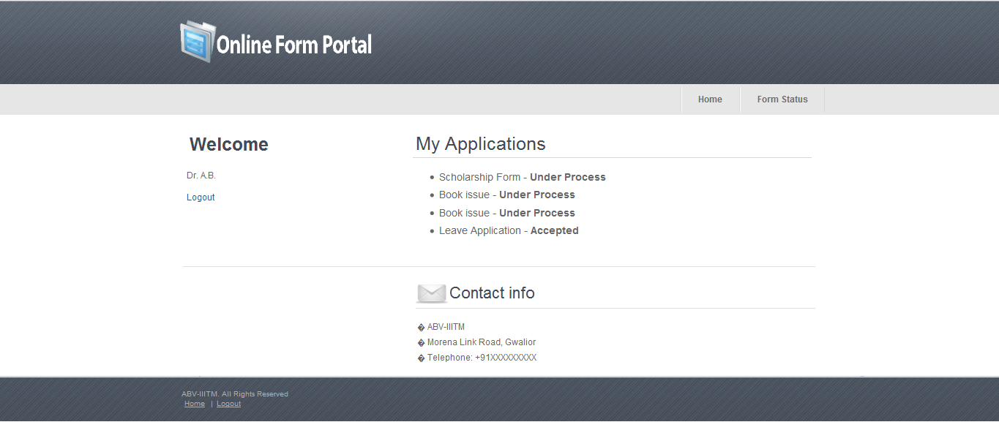 Online Form Portal
Home
Form Status
Welcome
Dr. A.B.
Logout
My Applications
• Scholarship Form - Under Process
• Book issue - Under Process
• Book issue - Under Process
• Leave Application - Accepted
Contact info
� ABV-IIITM
� Morena Link Road, Gwalior
� Telephone: +91XXXXXXXXX
ABV-IIITM. All Rights Reserved
Home | Logout